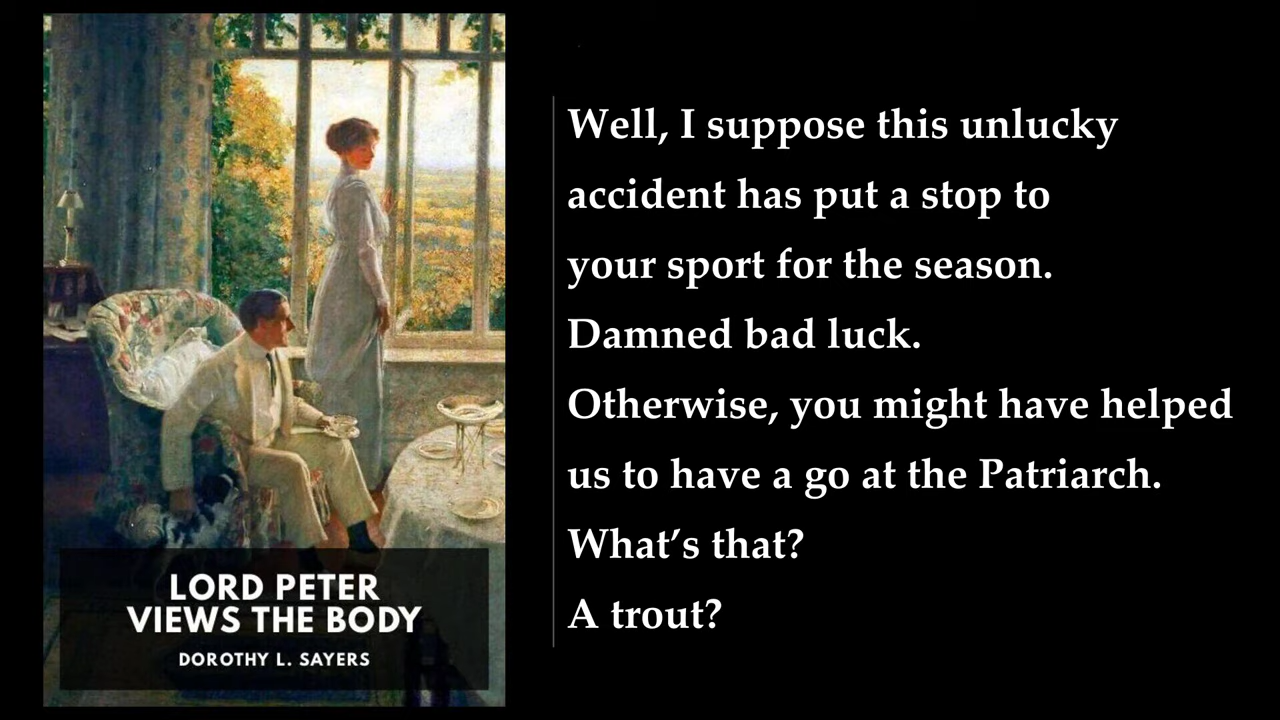 LORD PETER
VIEWS THE BODY
DOROTHY L. SAYERS
Well, I suppose this unlucky
accident has put a stop to
your sport for the season.
Damned bad luck.
Otherwise, you might have helped
us to have a go at the Patriarch.
What’s that?
A trout?